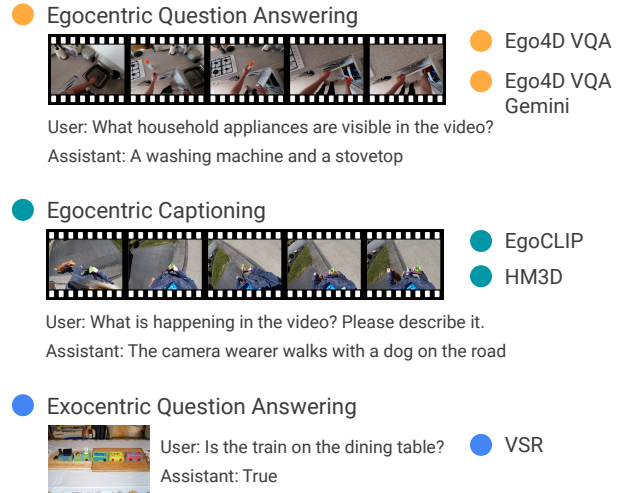 Egocentric Question Answering
Ego4D VQA
Ego4D VQA
Gemini
User: What household appliances are visible in the video?
Assistant: A washing machine and a stovetop
Egocentric Captioning
EgoCLIP
HM3D
User: What is happening in the video? Please describe it.
Assistant: The camera wearer walks with a dog on the road
Exocentric Question Answering
User: Is the train on the dining table?
Assistant: True
VSR